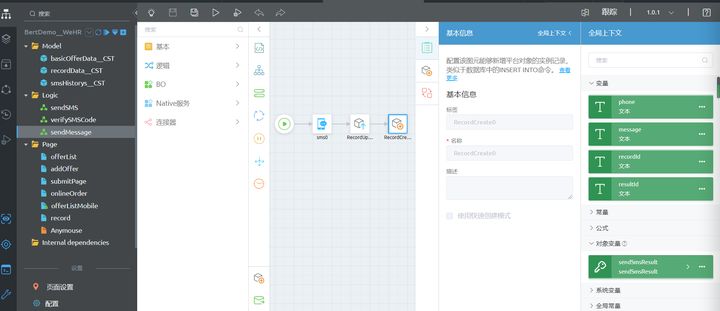 搜索
BertDemo__WeHR
Model
basicOfferData__CST
recordData__CST
smsHistorys__CST
Logic
sendSMS
verifySMSCode
sendMessage
Page
offerList
addOffer
submitPage
onlineOrder
offerListMobile
record
Anymouse
Internal dependencies
设置
页面设置
配置
跟踪
1.0.1
搜索
基本
逻辑
BO
Native服务
连接器
sms0
RecordUp...
RecordCre...
基本信息
全局上下文
配置该图元能够新增平台对象的实例记录,
类似于数据库中的INSERT INTO命令。 查看
更多
基本信息
标签
RecordCreate0
* 名称
RecordCreate0
描述
使用快速创建模式
全局上下文
搜索
变量
phone
文本
message
文本
recordId
文本
resultId
文本
常量
公式
对象变量
sendSmsResult
sendSmsResult
系统变量
全局常量